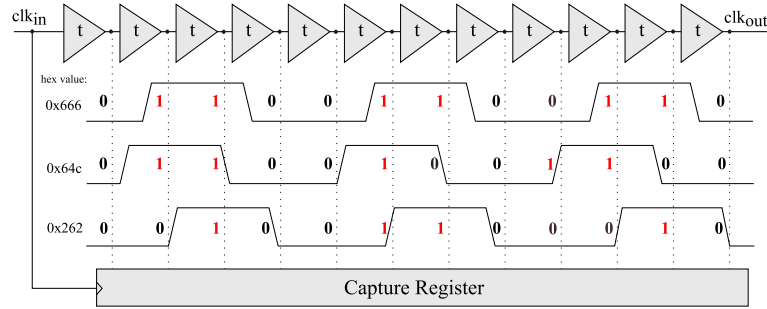 clkin clkout
t t t t t t t t t t t t
hex value:
0x666 0 1 1 0 0 1 1 0 0 1 1 0
0x64c 0 1 1 0 0 1 0 0 1 1 0 0
0x262 0 0 1 0 0 1 1 0 0 0 1 0
Capture Register